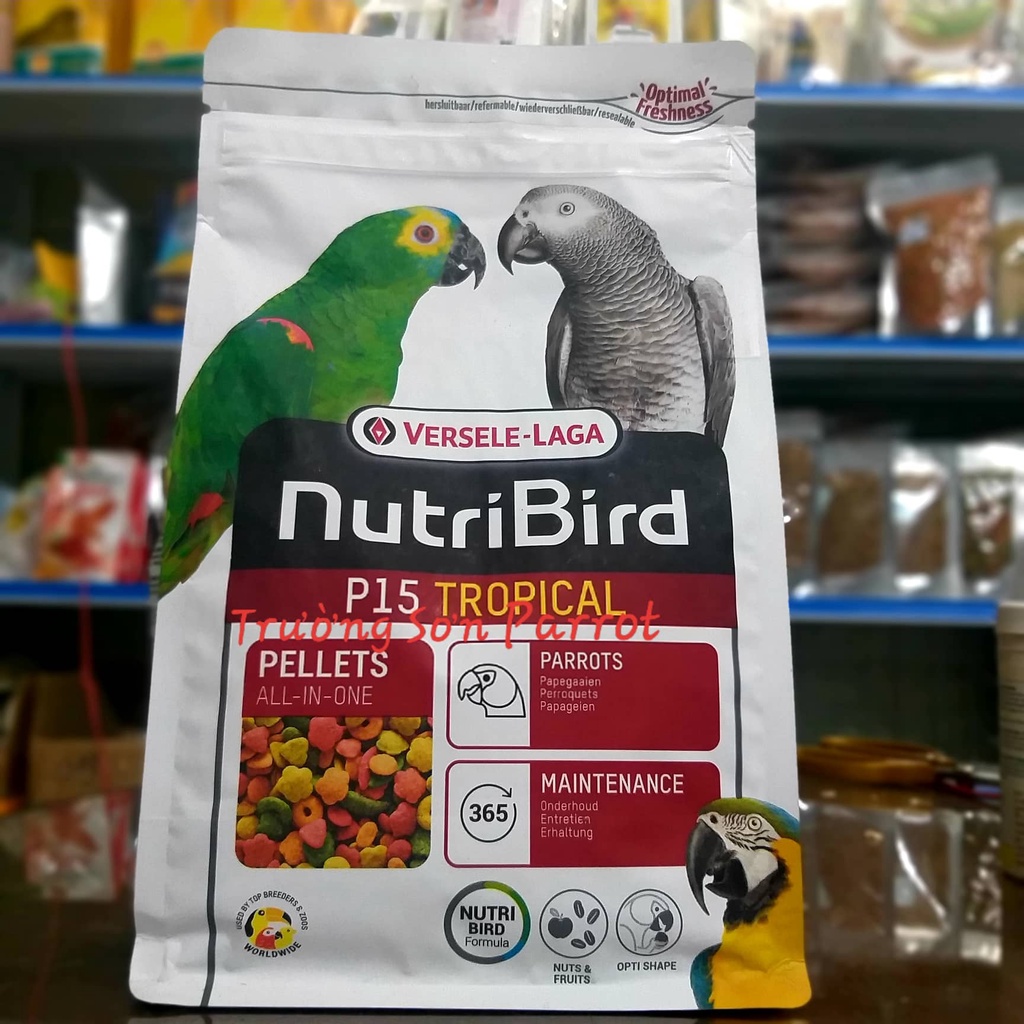 Optimal
Freshness
hersluitbaar/refermable/wiederverschließbar/resealable
VERSELE-LAGA
NutriBird
P15 TROPICAL
Trường Sơn Parrot
PELLETS
ALL-IN-ONE
PARROTS
Papegaaien
Perroquets
Papageien
365
MAINTENANCE
Onderhoud
Entretien
Erhaltung
USED BY TOP BREEDERS & ZOOS
WORLDWIDE
NUTRI
BIRD
Formula
NUTS &
FRUITS
OPTI SHAPE